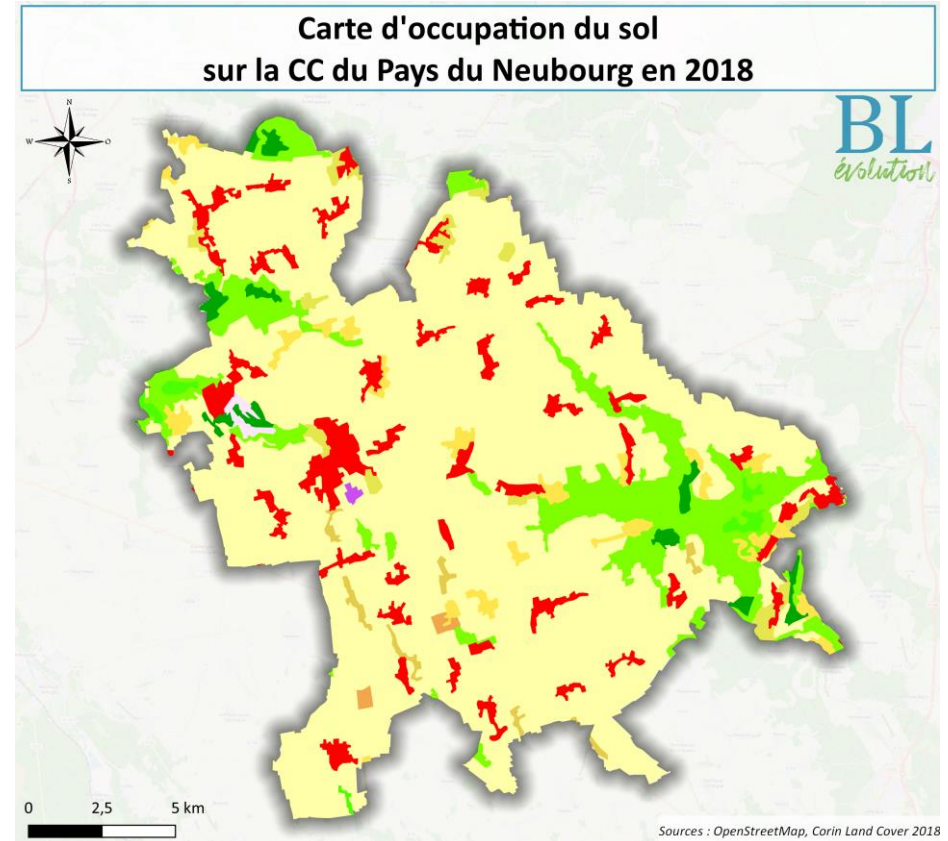 Carte d'occupation du sol
sur la CC du Pays du Neubourg en 2018
N
W
O
S
BL
évolution
0 2,5 5 km
Sources : OpenStreetMap, Corin Land Cover 2018